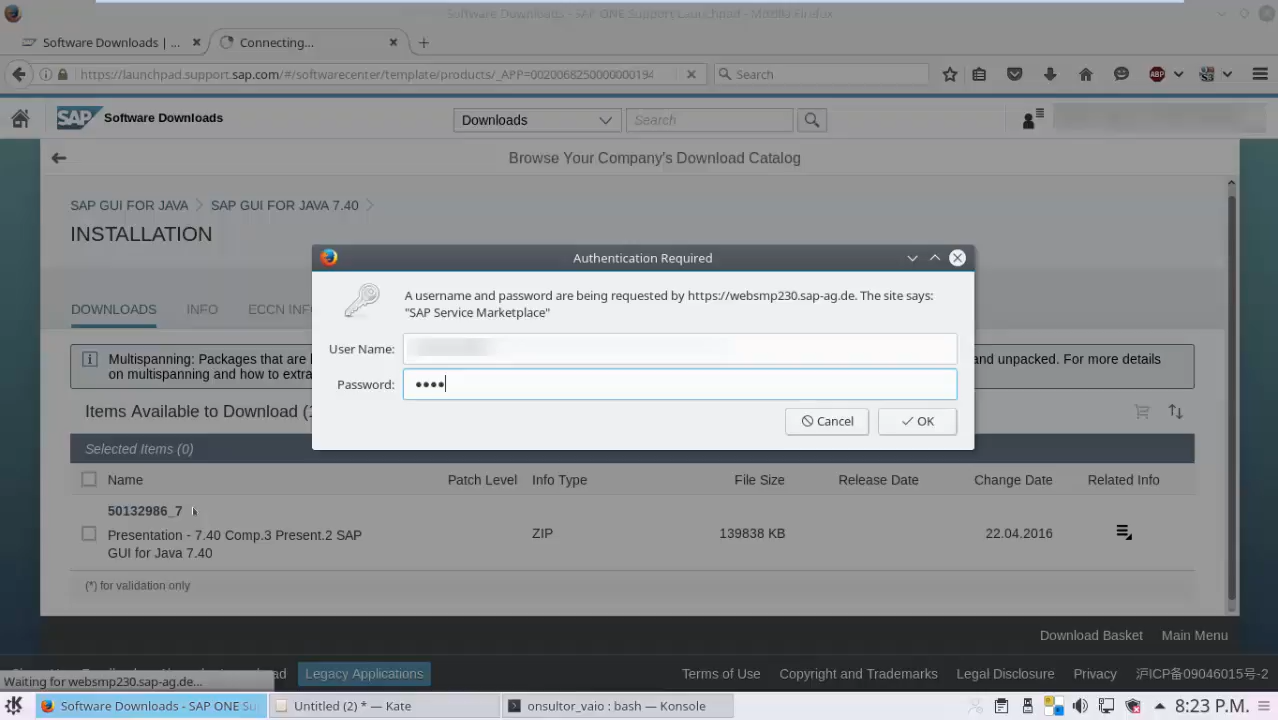 Software Downloads - SAP ONE Support Launchpad - Mozilla Firefox
Software Downloads | ...
Connecting...
https://launchpad.support.sap.com/#/softwarecenter/template/products/_APP=00200682500000000194
Search
ABP
SAP
Software Downloads
Downloads
Search
Browse Your Company's Download Catalog
SAP GUI FOR JAVA
SAP GUI FOR JAVA 7.40
INSTALLATION
Authentication Required
A username and password are being requested by https://websmp230.sap-ag.de. The site says:
"SAP Service Marketplace"
User Name:
Password:
Cancel
OK
DOWNLOADS
INFO
ECCN INF
Multispanning: Packages that are
and unpacked. For more details
on multispanning and how to extra
Items Available to Download (
Selected Items (0)
Name
Patch Level
Info Type
File Size
Release Date
Change Date
Related Info
50132986_7
Presentation - 7.40 Comp.3 Present.2 SAP
GUI for Java 7.40
ZIP
139838 KB
22.04.2016
(*) for validation only
Download Basket
Main Menu
Legacy Applications
Terms of Use
Copyright and Trademarks
Legal Disclosure
Privacy
沪ICP备09046015号-2
Waiting for websmp230.sap-ag.de...
Software Downloads - SAP ONE Su
Untitled (2) * — Kate
onsulter_vaio : bash — Konsole
8:23 P.M.